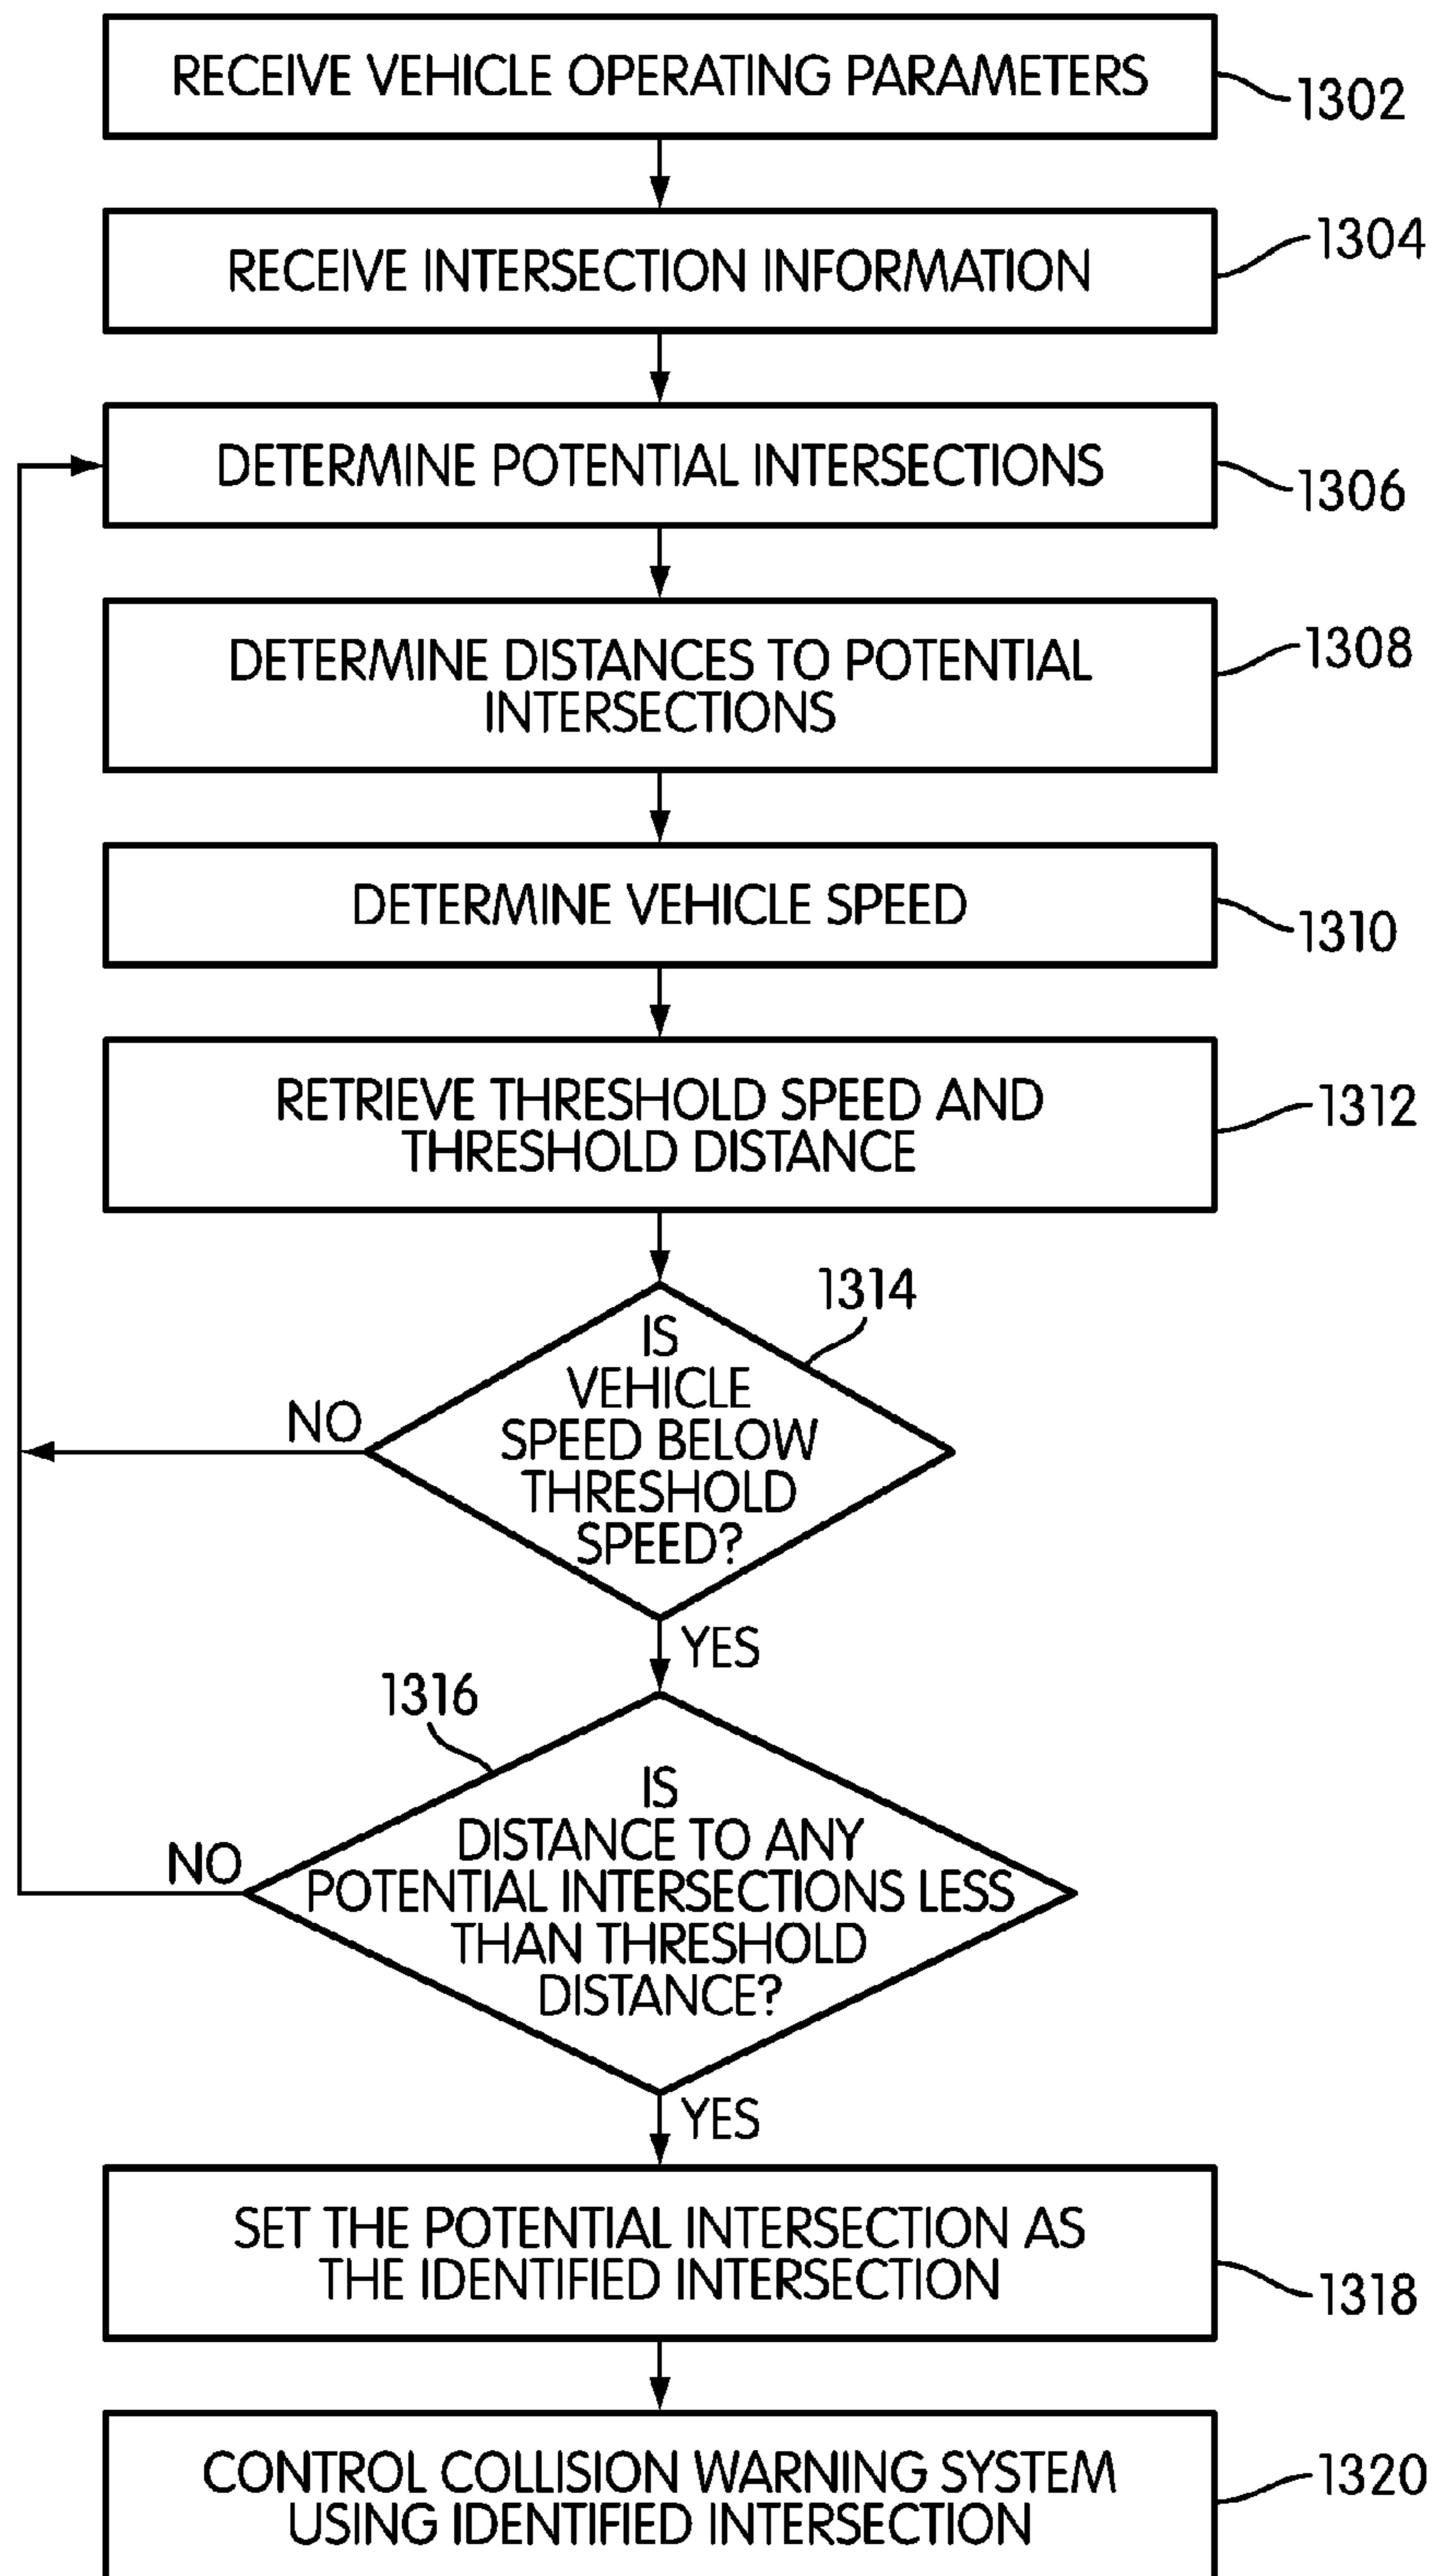 RECEIVE VEHICLE OPERATING PARAMETERS
1302
RECEIVE INTERSECTION INFORMATION
1304
DETERMINE POTENTIAL INTERSECTIONS
1306
DETERMINE DISTANCES TO POTENTIAL
INTERSECTIONS
1308
DETERMINE VEHICLE SPEED
1310
RETRIEVE THRESHOLD SPEED AND
THRESHOLD DISTANCE
1312
1314
IS
VEHICLE
SPEED BELOW
THRESHOLD
SPEED?
NO
YES
1316
IS
DISTANCE TO ANY
POTENTIAL INTERSECTIONS LESS
THAN THRESHOLD
DISTANCE?
NO
YES
SET THE POTENTIAL INTERSECTION AS
THE IDENTIFIED INTERSECTION
1318
CONTROL COLLISION WARNING SYSTEM
USING IDENTIFIED INTERSECTION
1320